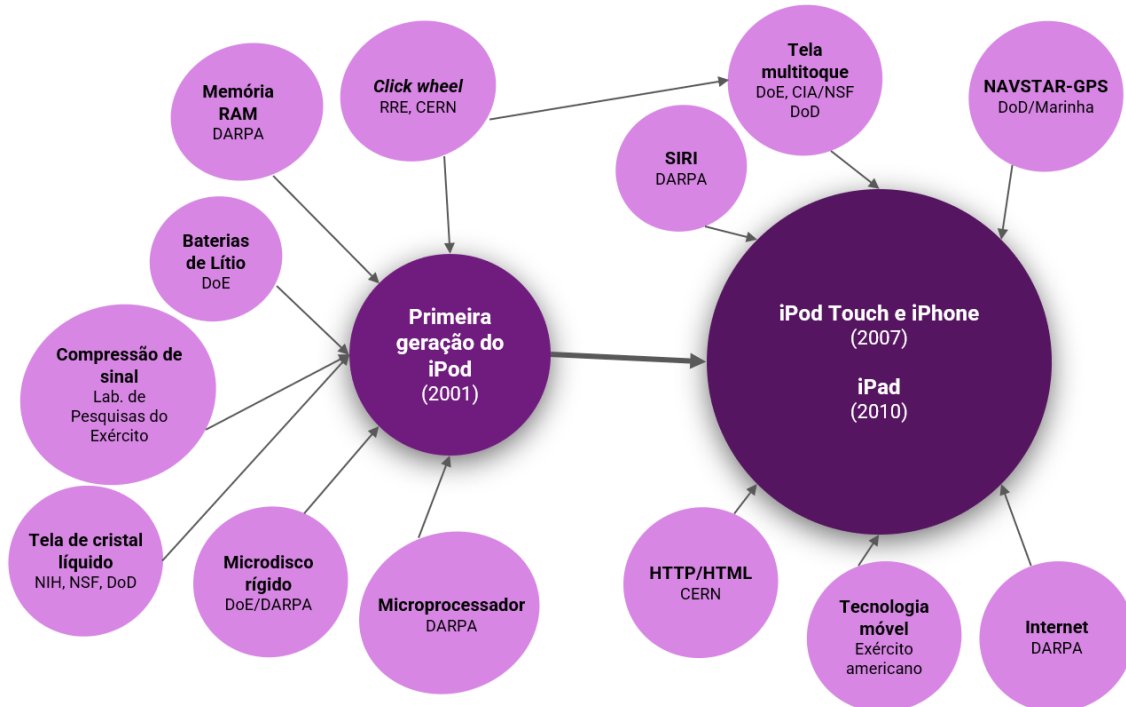 Memória
RAM
DARPA
Click wheel
RRE, CERN
Tela
multitoque
DoE, CIA/NSF
DoD
NAVSTAR-GPS
DoD/Marinha
SIRI
DARPA
Baterias
de Lítio
DoE
Compressão de
sinal
Lab. de
Pesquisas do
Exército
Primeira
geração do
iPod
(2001)
iPod Touch e iPhone
(2007)
iPad
(2010)
Tela de cristal
líquido
NIH, NSF, DoD
Microdisco
rígido
DoE/DARPA
Microprocessador
DARPA
HTTP/HTML
CERN
Tecnologia
móvel
Exército
americano
Internet
DARPA